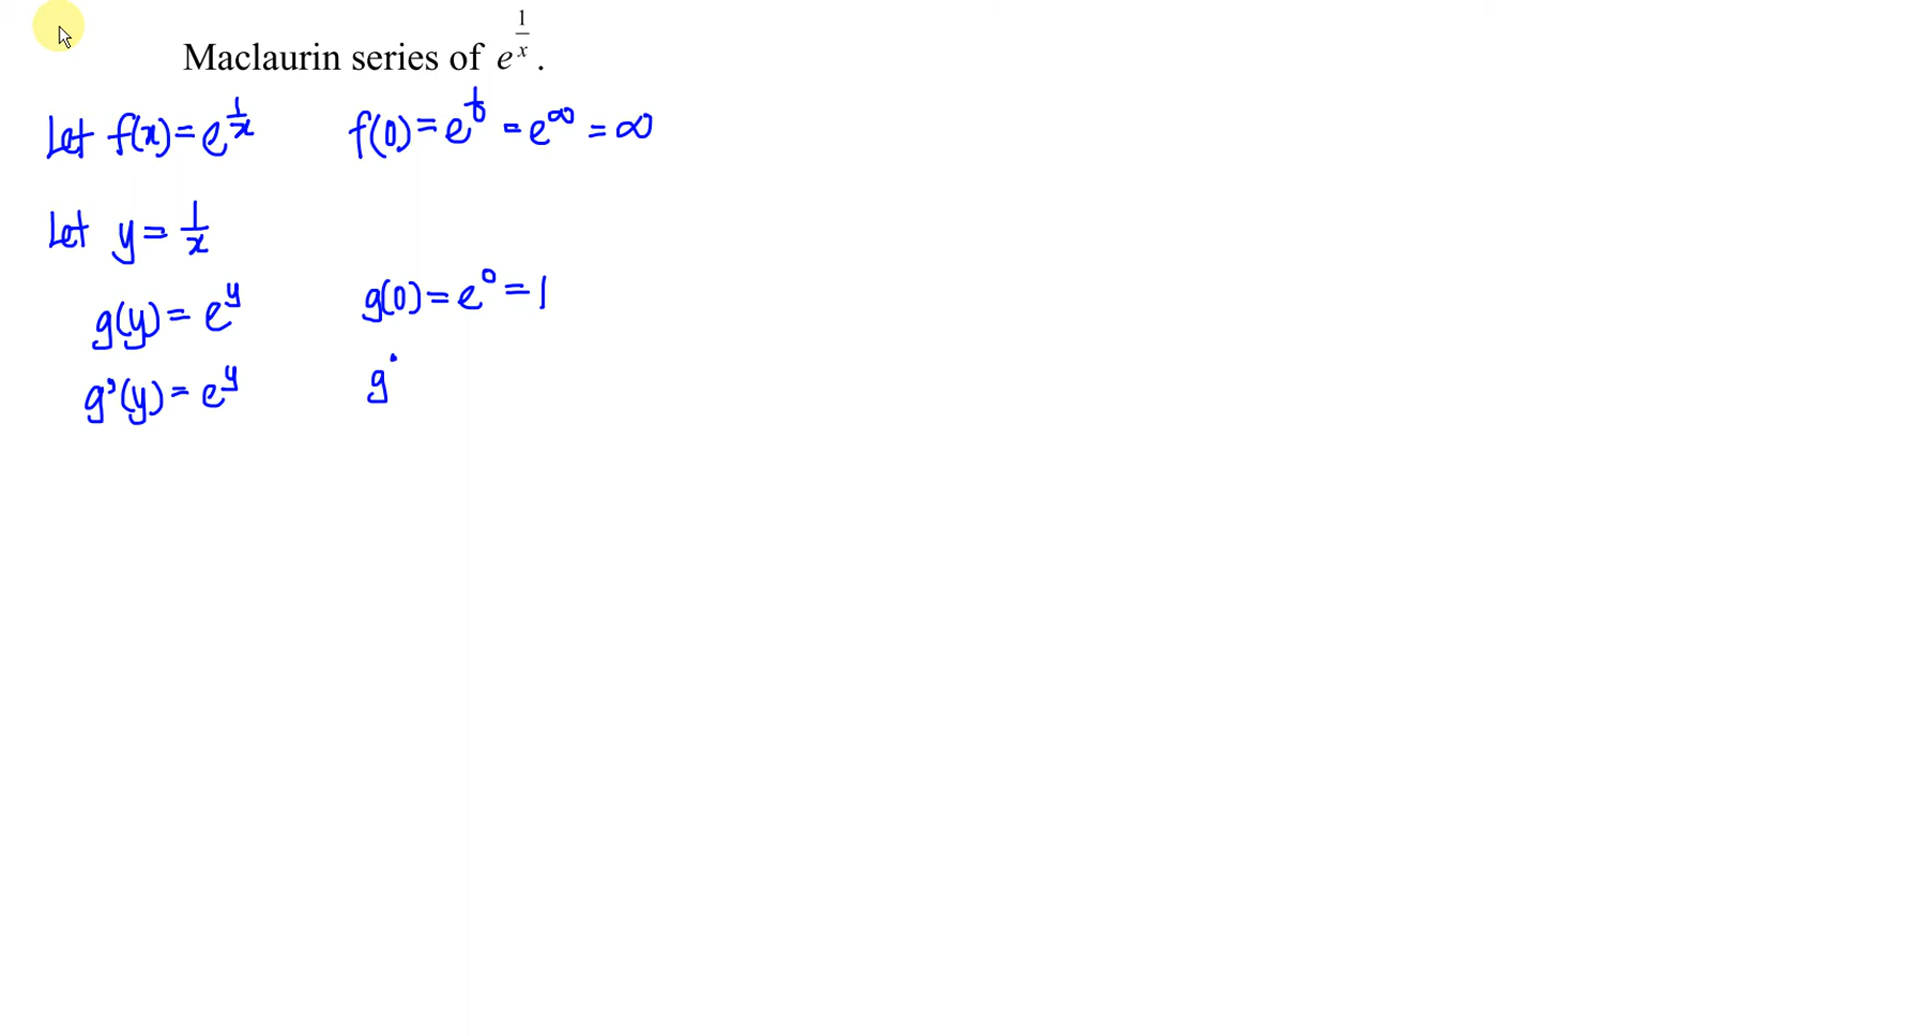 Maclaurin series of e^(1/x).
Let f(x) = e^(1/x) f(0) = e^(1/0) = e^∞ = ∞
Let y = 1/x
g(y) = e^y g(0) = e^0 = 1
g'(y) = e^y g'